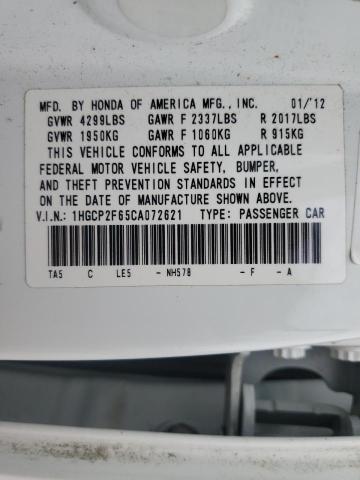 MFD. BY HONDA OF AMERICA MFG., INC. 01/'12
GVWR 4299LBS GAWR F 2337LBS R 2017LBS
GVWR 1950KG GAWR F 1060KG R 915KG
THIS VEHICLE CONFORMS TO ALL APPLICABLE
FEDERAL MOTOR VEHICLE SAFETY, BUMPER,
AND THEFT PREVENTION STANDARDS IN EFFECT
ON THE DATE OF MANUFACTURE SHOWN ABOVE.
V.I.N.: 1HGCP2F65CA072621 TYPE: PASSENGER CAR
TA5 C LE5 - NH578 - F - A